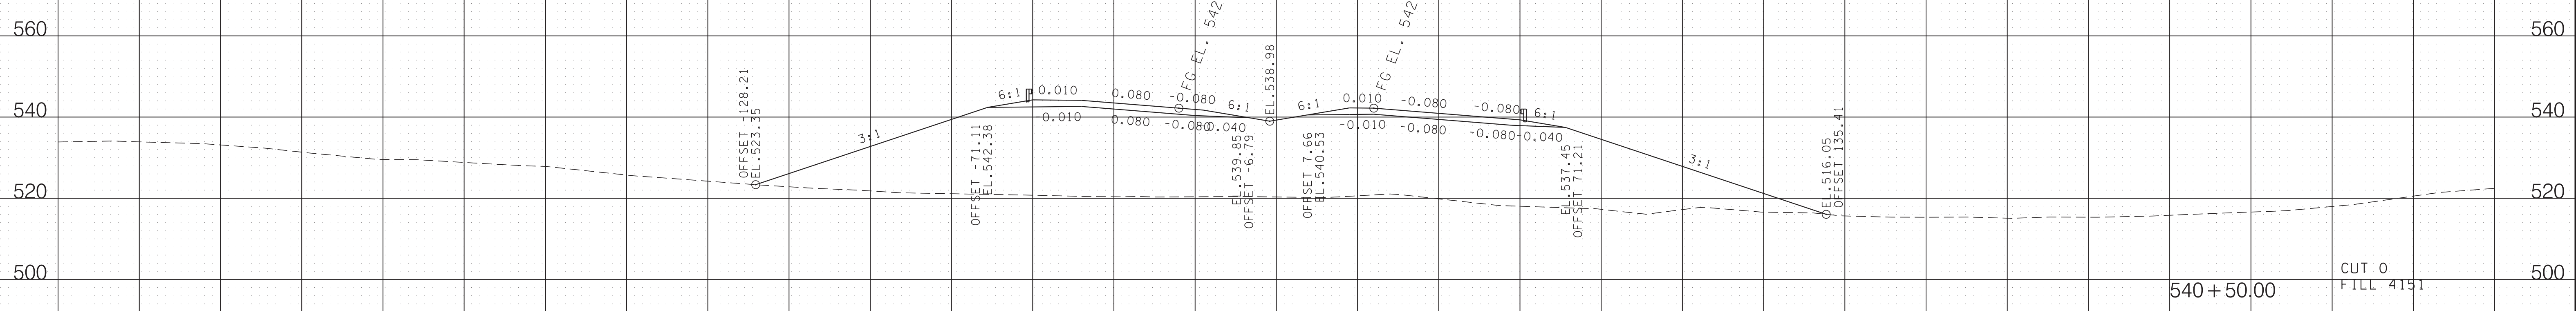 560
560
FG EL. 542
FG EL. 542
OFFSET -128.21
EL.523.35
EL.538.98
6:1
0.010
0.080
-0.080
6:1
6:1
0.010
-0.080
-0.080
6:1
540
540
0.010
0.080
-0.080
-0.040
-0.010
-0.080
-0.080
-0.040
3:1
3:1
OFFSET -71.11
EL.542.38
EL.539.85
OFFSET -6.79
OFFSET 7.66
EL.540.53
EL.537.45
OFFSET 71.21
EL.516.05
OFFSET 135.41
520
520
500
500
CUT 0
FILL 4151
540+50.00